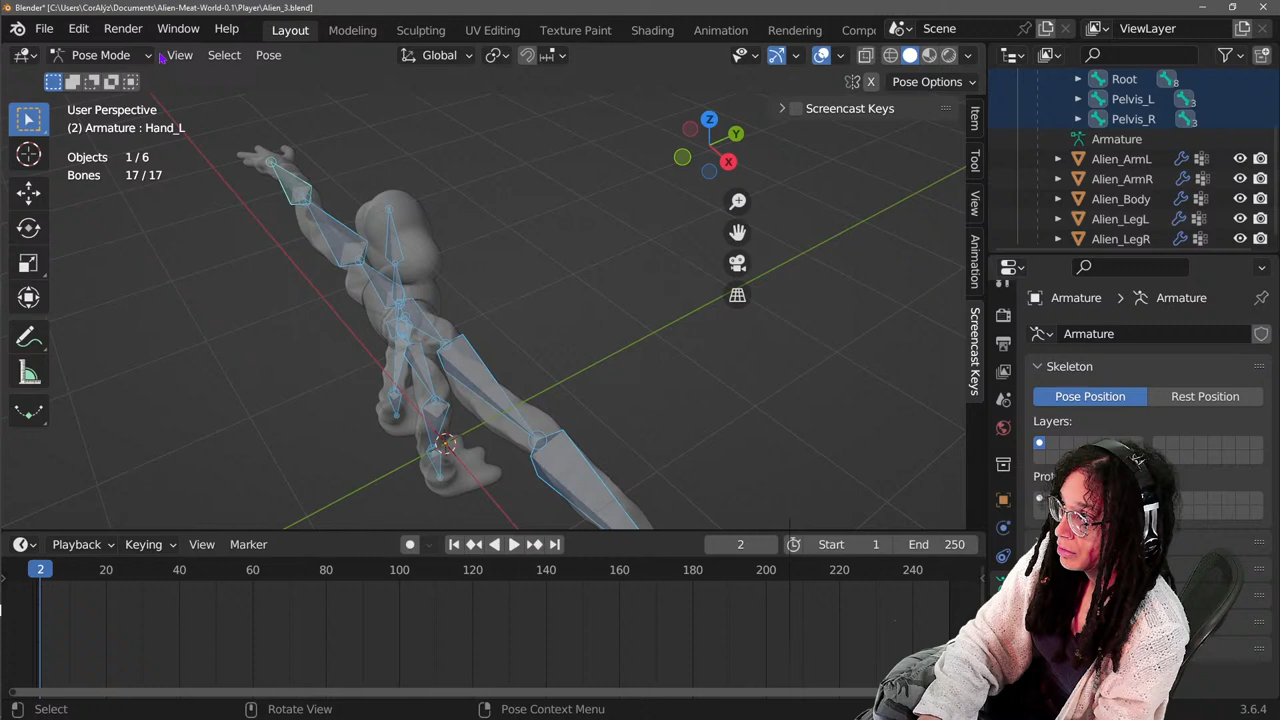 Blender* [C:\Users\CorAlyz\Documents\Alien-Meat-World-0.1\Player\Alien_3.blend]
File Edit Render Window Help Layout Modeling Sculpting UV Editing Texture Paint Shading Animation Rendering Scene ViewLayer
Pose Mode View Select Pose Global
X Pose Options
User Perspective
(2) Armature : Hand_L
Objects 1 / 6
Bones 17 / 17
Screencast Keys
Z
Y
X
Item
Tool
View
Animation
Screencast Keys
Root 8
Pelvis_L 3
Pelvis_R 3
Armature
Alien_ArmL
Alien_ArmR
Alien_Body
Alien_LegL
Alien_LegR
Armature Armature
Armature
Skeleton
Pose Position Rest Position
Layers:
Playback Keying View Marker 2 Start 1 End 250
2 20 40 60 80 100 120 140 160 180 200 220 240
Select Rotate View Pose Context Menu 3.6.4